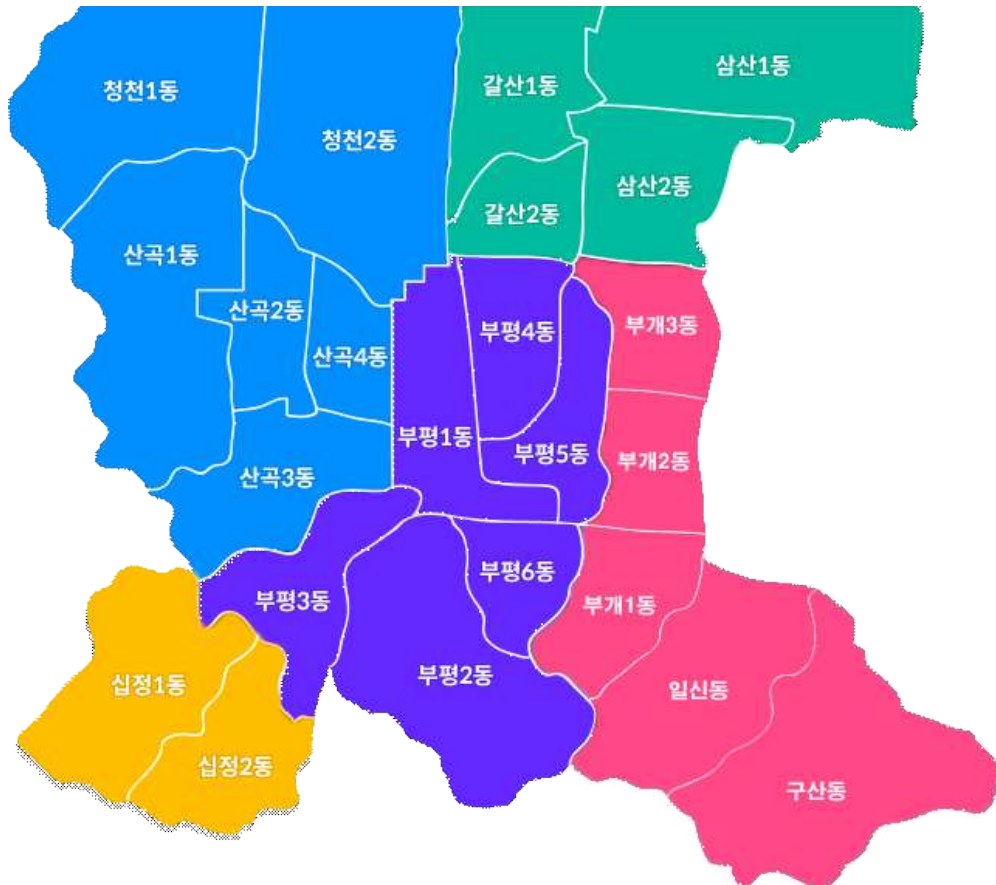 청천1동
청천2동
갈산1동
삼산1동
갈산2동
삼산2동
산곡1동
산곡2동
산곡4동
부평4동
부개3동
부평1동
부평5동
부개2동
산곡3동
부평3동
부평6동
부개1동
십정1동
부평2동
일신동
십정2동
구산동